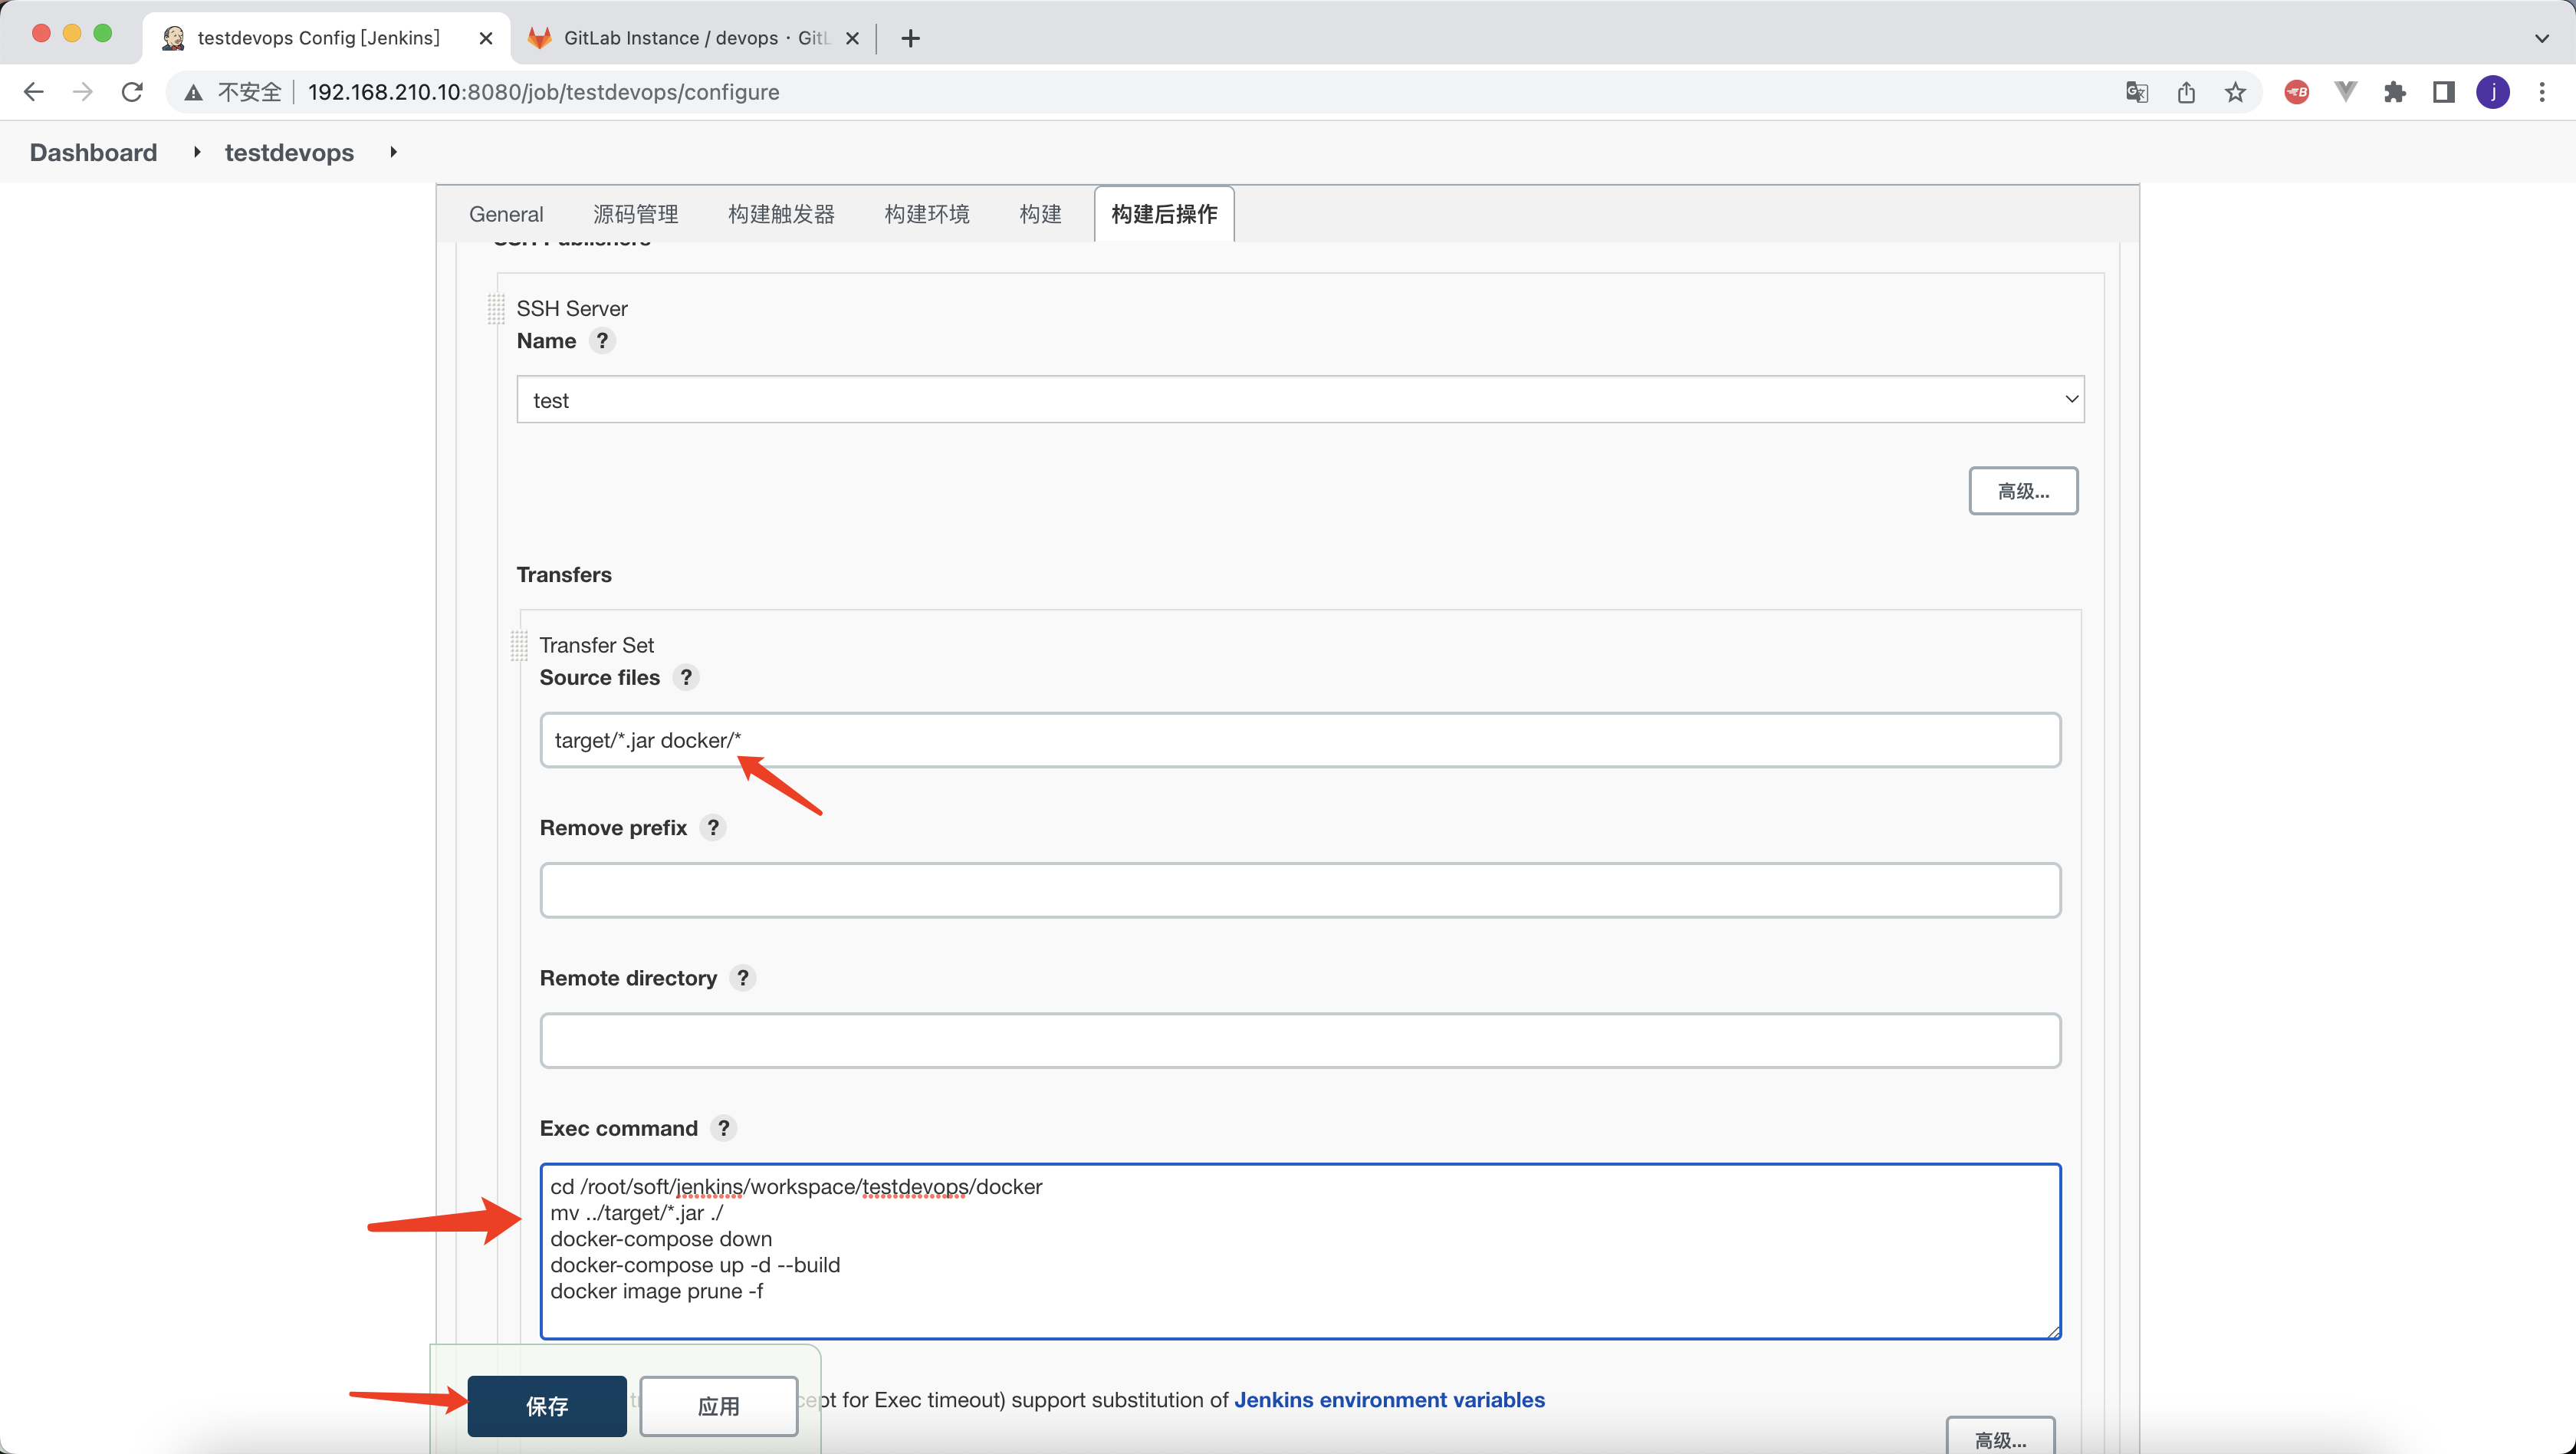 testdevops Config [Jenkins]
GitLab Instance / devops · GitL
不安全
192.168.210.10:8080/job/testdevops/configure
j
Dashboard
testdevops
General
源码管理
构建触发器
构建环境
构建
构建后操作
SSH Publishers
SSH Server
Name ?
test
高级...
Transfers
Transfer Set
Source files ?
target/*.jar docker/*
Remove prefix ?
Remote directory ?
Exec command ?
cd /root/soft/jenkins/workspace/testdevops/docker
mv ../target/*.jar ./
docker-compose down
docker-compose up -d --build
docker image prune -f
保存
应用
cept for Exec timeout) support substitution of Jenkins environment variables
高级...